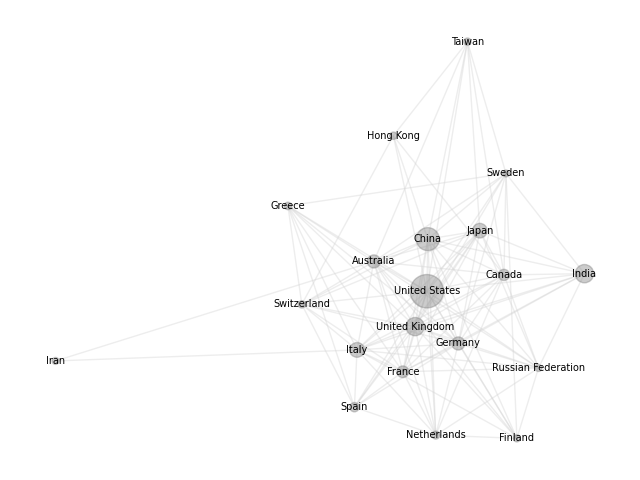 Taiwan
Hong Kong
Sweden
Greece
Japan
China
Australia
Canada
India
United States
Switzerland
United Kingdom
Germany
Italy
Iran
Russian Federation
France
Spain
Netherlands
Finland